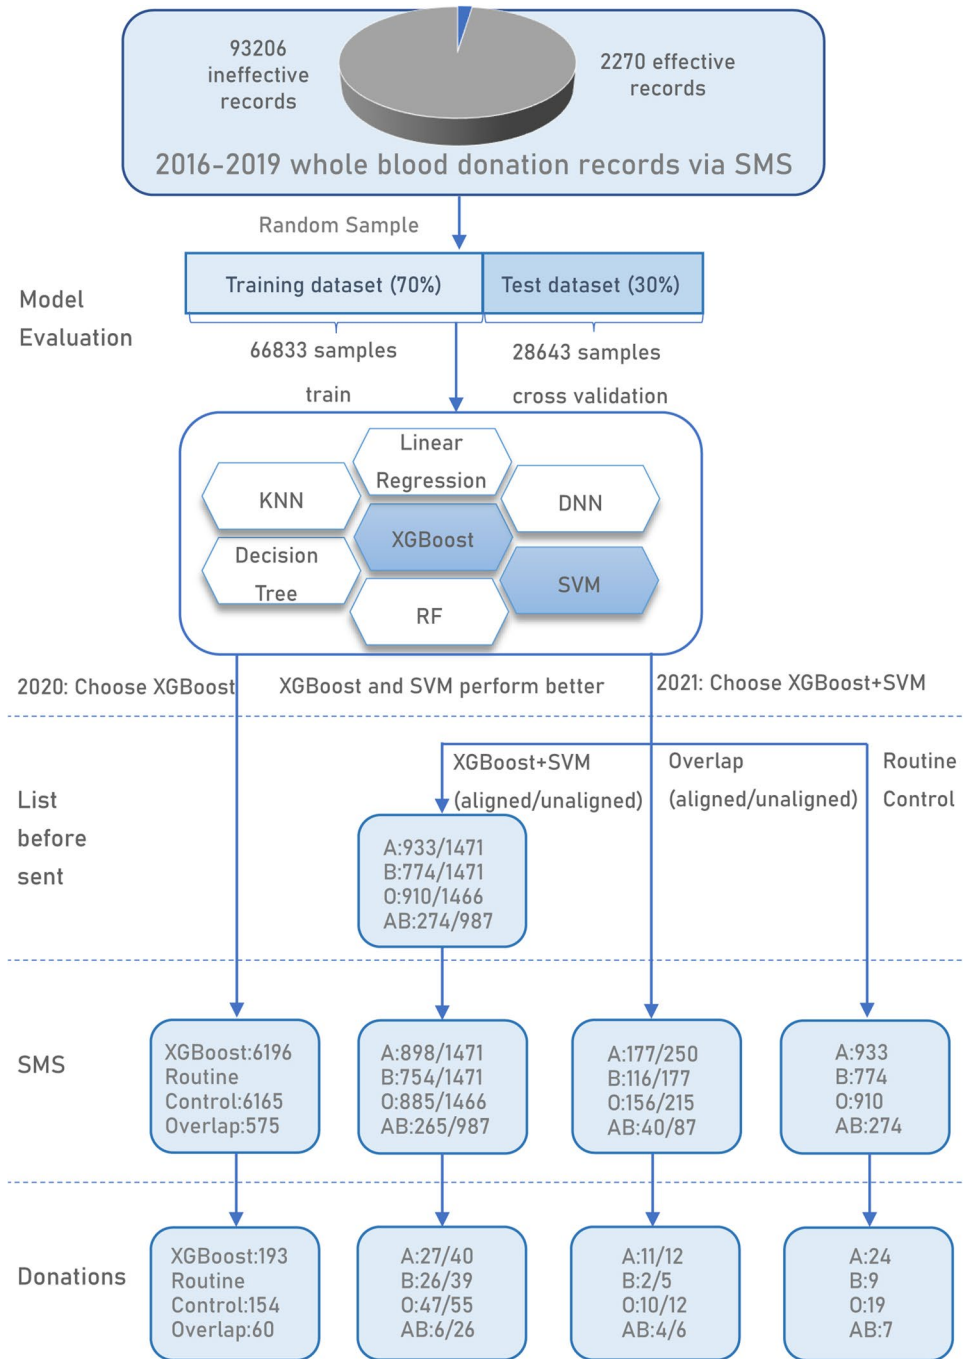 93206
ineffective
records
2270 effective
records
2016-2019 whole blood donation records via SMS
Random Sample
Model
Evaluation
Training dataset (70%)
Test dataset (30%)
66833 samples
28643 samples
train
cross validation
Linear
Regression
KNN
DNN
XGBoost
Decision
Tree
SVM
RF
2020: Choose XGBoost
XGBoost and SVM perform better
2021: Choose XGBoost+SVM
List
before
sent
XGBoost+SVM
(aligned/unaligned)
Overlap
(aligned/unaligned)
Routine
Control
A:933/1471
B:774/1471
O:910/1466
AB:274/987
SMS
XGBoost:6196
Routine
Control:6165
Overlap:575
A:898/1471
B:754/1471
O:885/1466
AB:265/987
A:177/250
B:116/177
O:156/215
AB:40/87
A:933
B:774
O:910
AB:274
Donations
XGBoost:193
Routine
Control:154
Overlap:60
A:27/40
B:26/39
O:47/55
AB:6/26
A:11/12
B:2/5
O:10/12
AB:4/6
A:24
B:9
O:19
AB:7